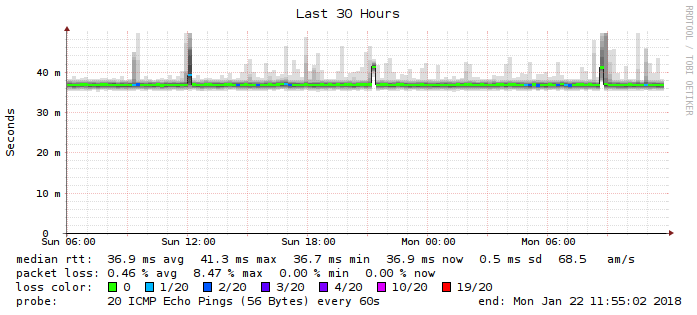 Last 30 Hours
RRDTOOL / TOBI OETIKER
Seconds
40 m
30 m
20 m
10 m
0
Sun 06:00 Sun 12:00 Sun 18:00 Mon 00:00 Mon 06:00
median rtt: 36.9 ms avg 41.3 ms max 36.7 ms min 36.9 ms now 0.5 ms sd 68.5 am/s
packet loss: 0.46 % avg 8.47 % max 0.00 % min 0.00 % now
loss color: 0 1/20 2/20 3/20 4/20 10/20 19/20
probe: 20 ICMP Echo Pings (56 Bytes) every 60s end: Mon Jan 22 11:55:02 2018